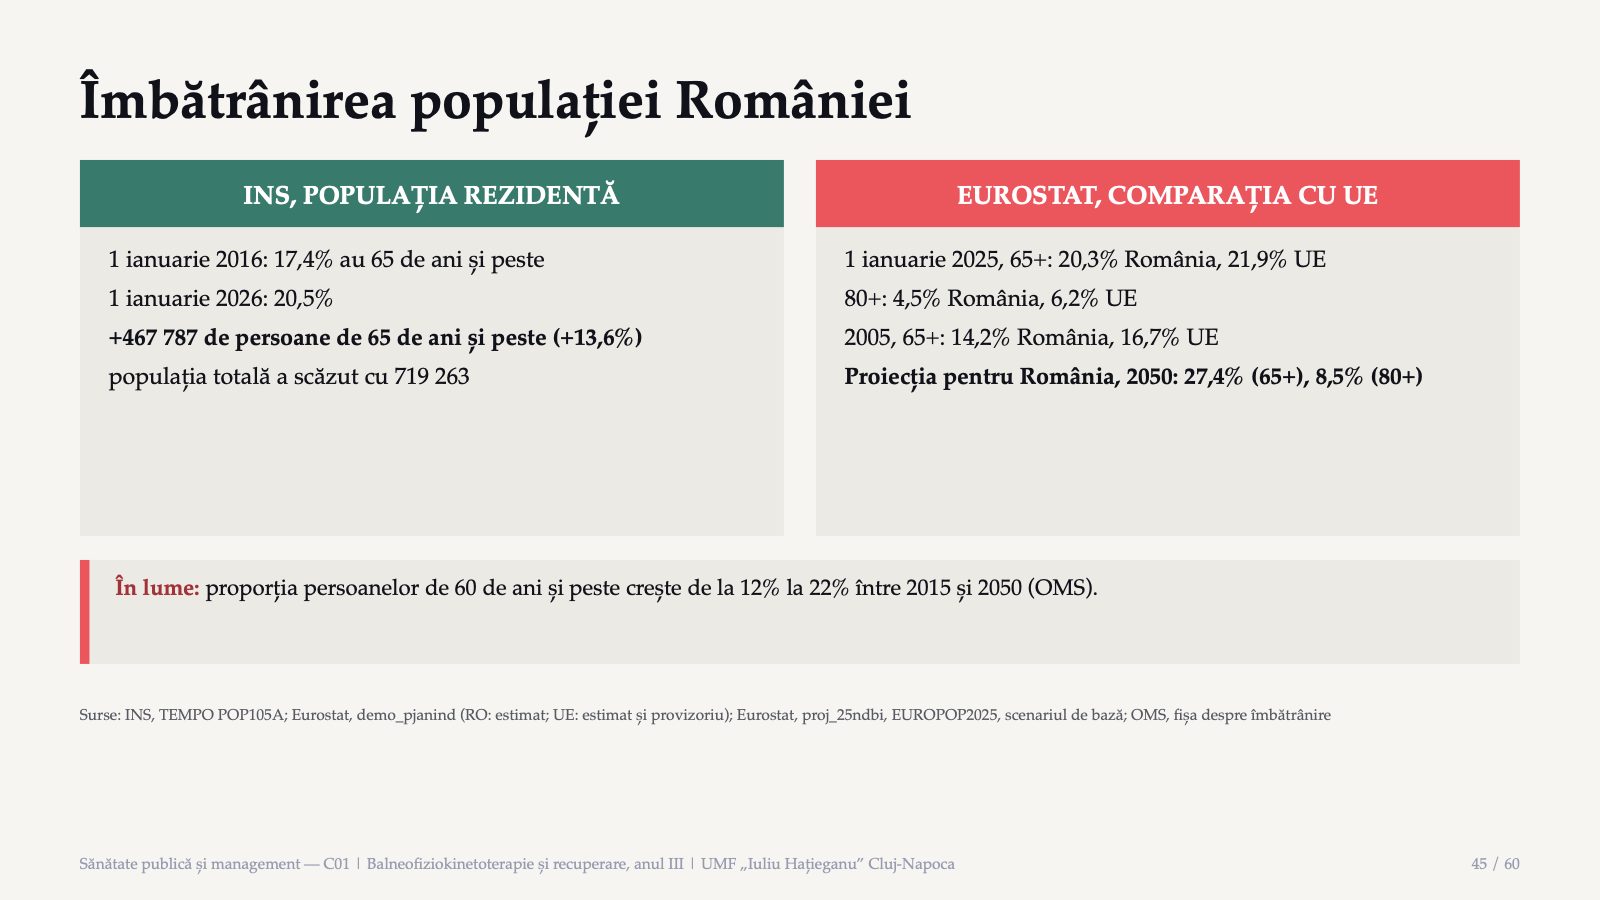 Îmbătrânirea populației României
INS, POPULAȚIA REZIDENTĂ
1 ianuarie 2016: 17,4% au 65 de ani și peste
1 ianuarie 2026: 20,5%
+467 787 de persoane de 65 de ani și peste (+13,6%)
populația totală a scăzut cu 719 263
EUROSTAT, COMPARAȚIA CU UE
1 ianuarie 2025, 65+: 20,3% România, 21,9% UE
80+: 4,5% România, 6,2% UE
2005, 65+: 14,2% România, 16,7% UE
Proiecția pentru România, 2050: 27,4% (65+), 8,5% (80+)
În lume: proporția persoanelor de 60 de ani și peste crește de la 12% la 22% între 2015 și 2050 (OMS).
Surse: INS, TEMPO POP105A; Eurostat, demo_pjanind (RO: estimat; UE: estimat și provizoriu); Eurostat, proj_25ndbi, EUROPOP2025, scenariul de bază; OMS, fișa despre îmbătrânire
Sănătate publică și management — C01 | Balneofiziokinetoterapie și recuperare, anul III | UMF „Iuliu Hațieganu” Cluj-Napoca
45 / 60